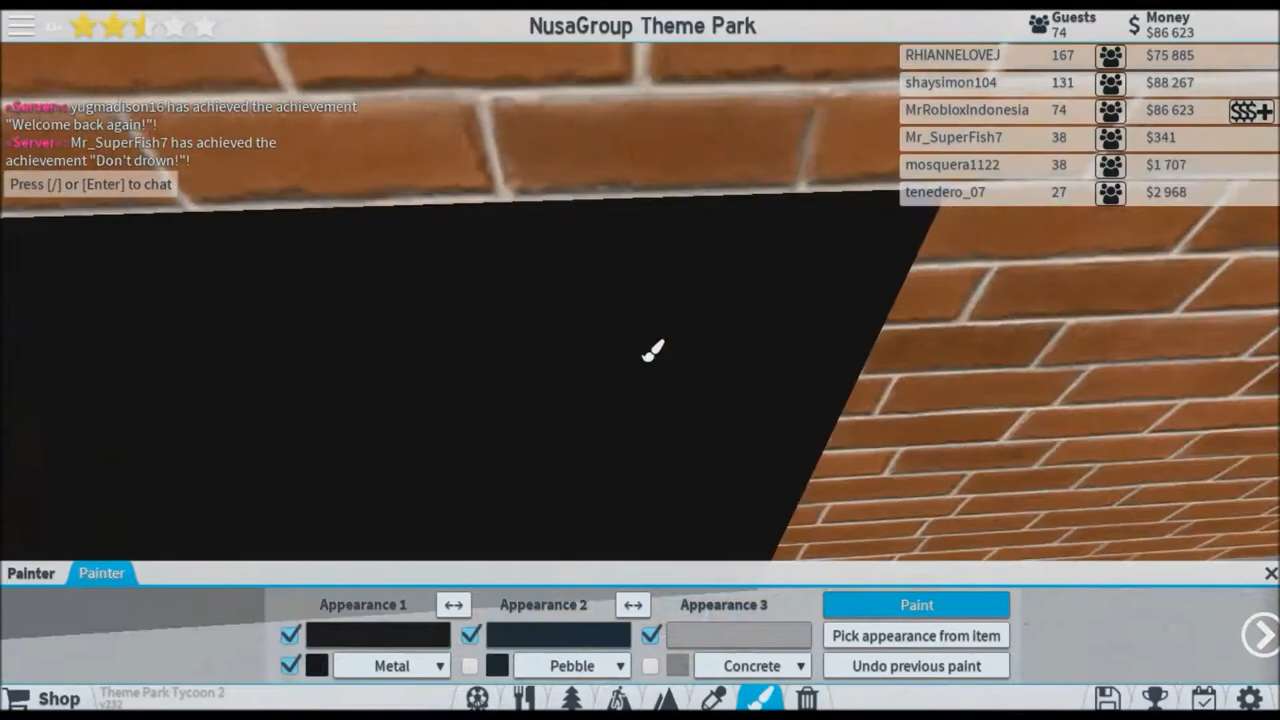 NusaGroup Theme Park
Guests
74
Money
$86 623
RHIANNELOVEJ 167 $75 885
shaysimon104 131 $88 267
MrRobloxIndonesia 74 $86 623 $$$+
Mr_SuperFish7 38 $341
mosquera1122 38 $1 707
tenedero_07 27 $2 968
«Server»: yugmadison16 has achieved the achievement
"Welcome back again!"!
«Server»: Mr_SuperFish7 has achieved the
achievement "Don't drown!"!
Press [/] or [Enter] to chat
Painter Painter
Appearance 1 Appearance 2 Appearance 3 Paint
Pick appearance from item
Metal Pebble Concrete Undo previous paint
Shop
Theme Park Tycoon 2
v232